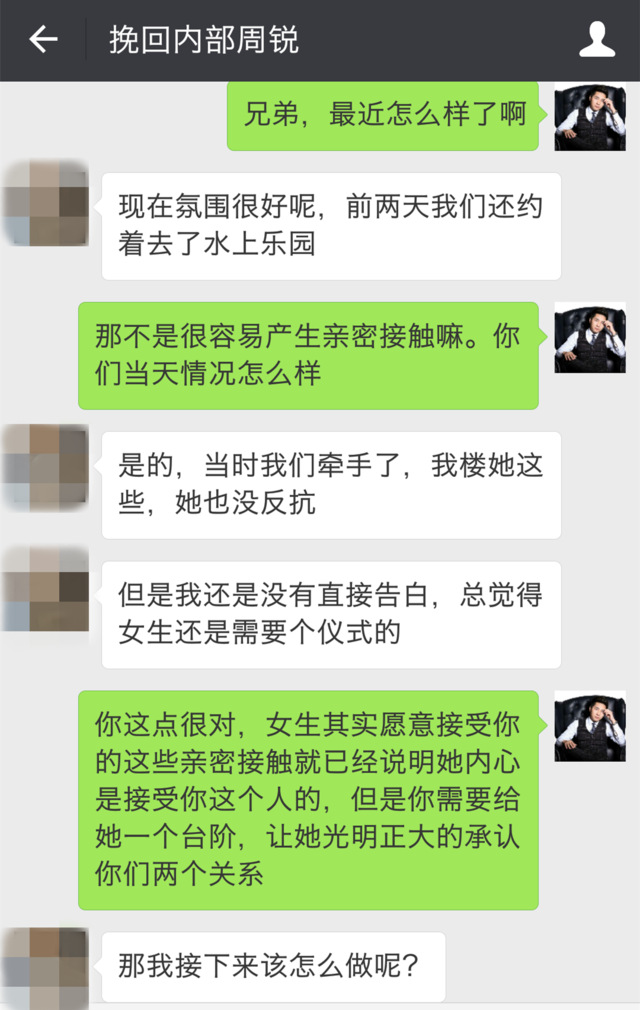 挽回内部周锐
兄弟，最近怎么样了啊
现在氛围很好呢，前两天我们还约
着去了水上乐园
那不是很容易产生亲密接触嘛。你
们当天情况怎么样
是的，当时我们牵手了，我楼她这
些，她也没反抗
但是我还是没有直接告白，总觉得
女生还是需要个仪式的
你这点很对，女生其实愿意接受你
的这些亲密接触就已经说明她内心
是接受你这个人的，但是你需要给
她一个台阶，让她光明正大的承认
你们两个关系
那我接下来该怎么做呢？